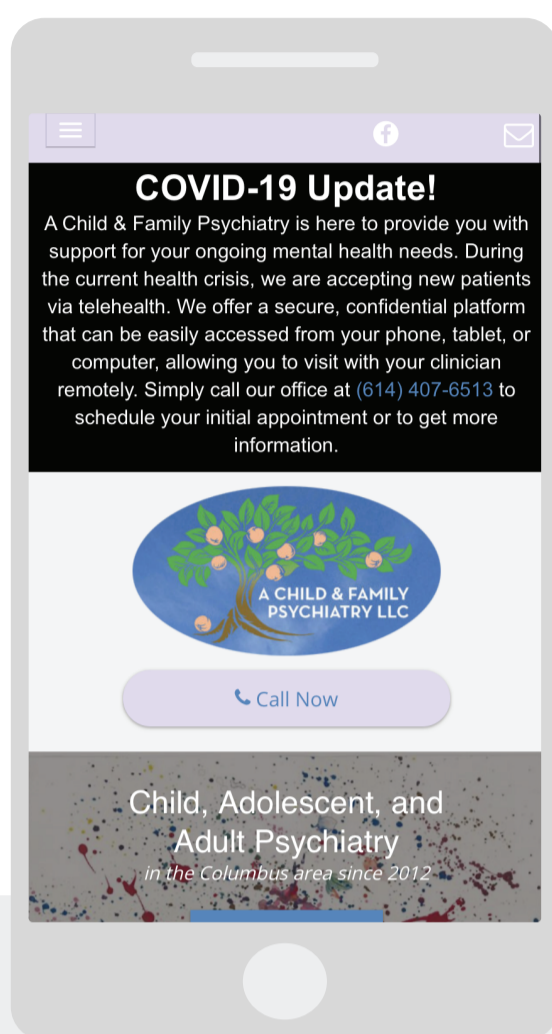 COVID-19 Update!
A Child & Family Psychiatry is here to provide you with
support for your ongoing mental health needs. During
the current health crisis, we are accepting new patients
via telehealth. We offer a secure, confidential platform
that can be easily accessed from your phone, tablet, or
computer, allowing you to visit with your clinician
remotely. Simply call our office at (614) 407-6513 to
schedule your initial appointment or to get more
information.
A CHILD & FAMILY
PSYCHIATRY LLC
Call Now
Child, Adolescent, and
Adult Psychiatry
in the Columbus area since 2012